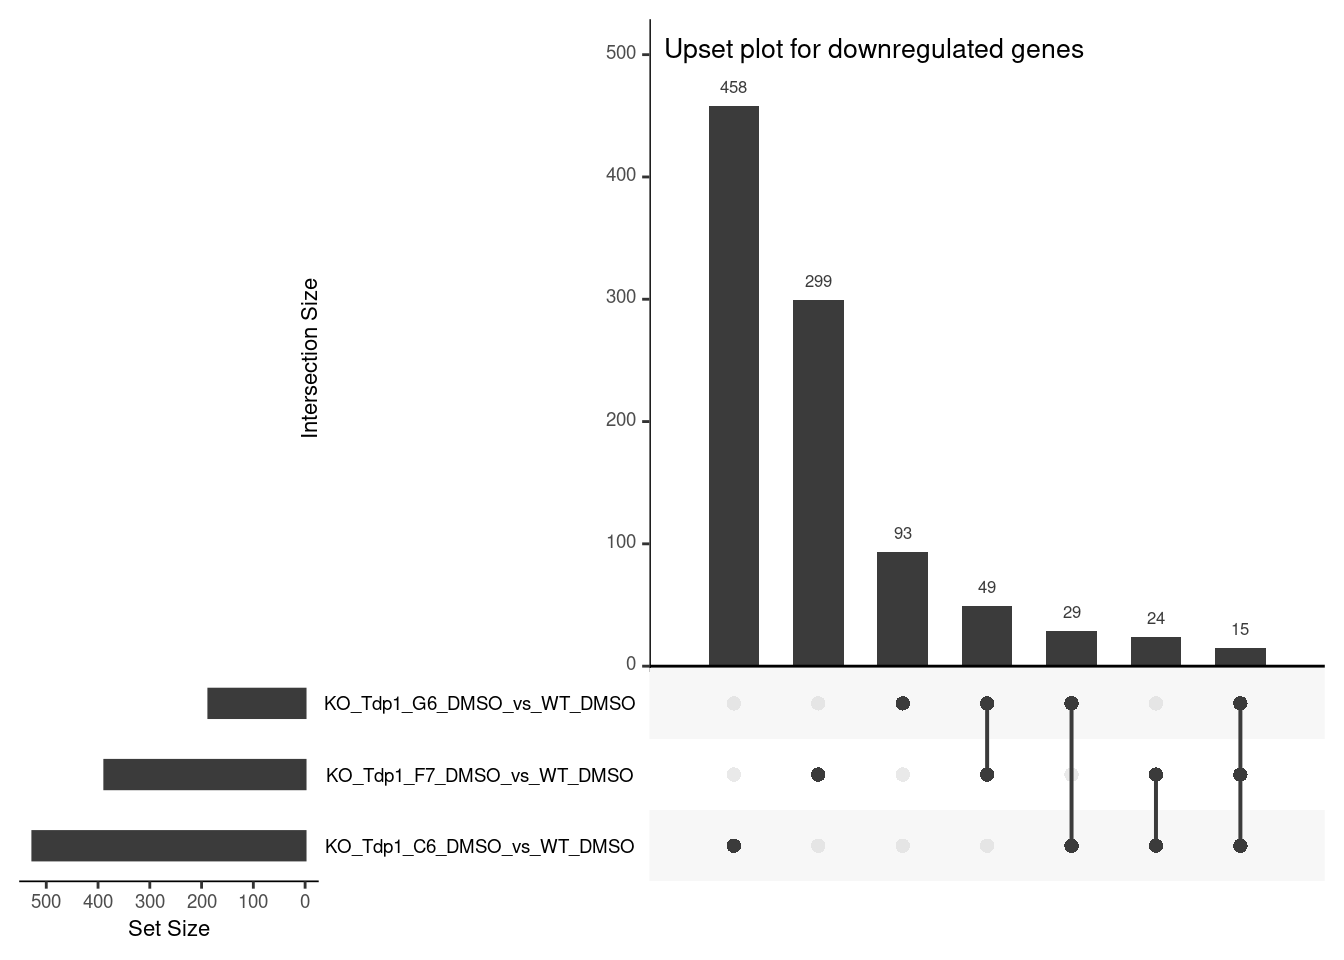 Upset plot for downregulated genes
500
400
300
200
100
0
Intersection Size
458
299
93
49
29
24
15
KO_Tdp1_G6_DMSO_vs_WT_DMSO
KO_Tdp1_F7_DMSO_vs_WT_DMSO
KO_Tdp1_C6_DMSO_vs_WT_DMSO
500 400 300 200 100 0
Set Size